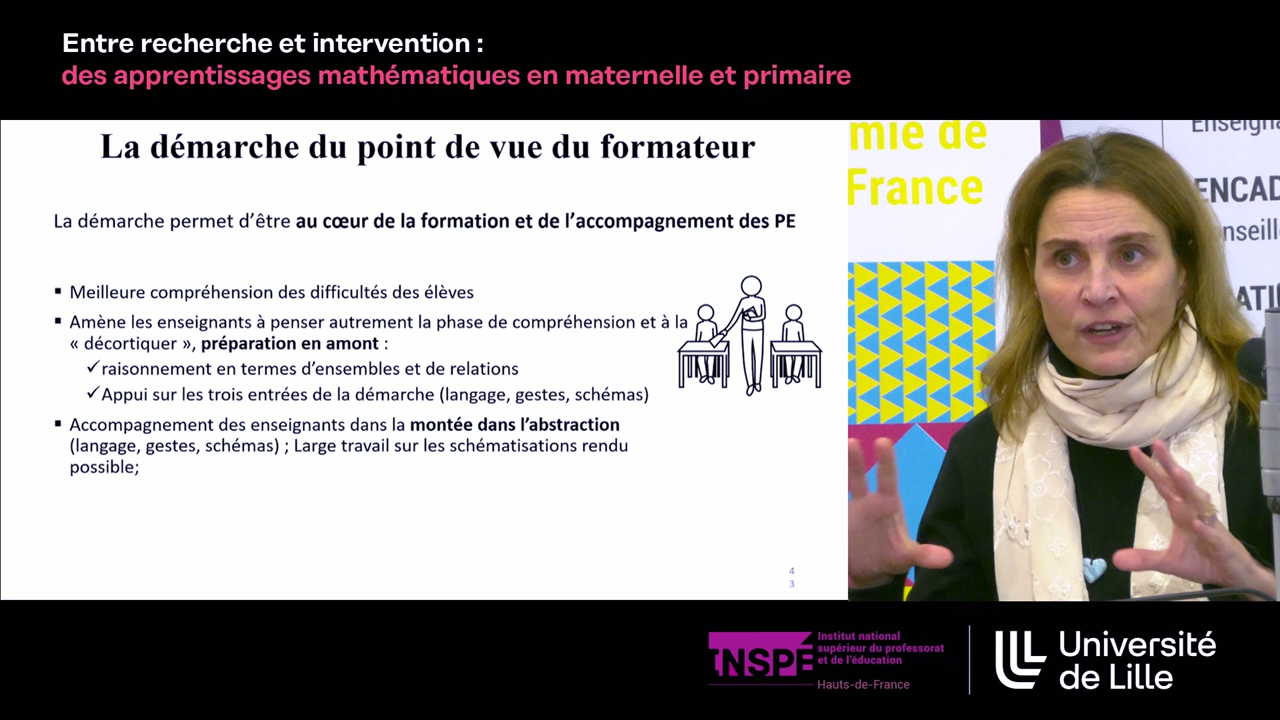 Entre recherche et intervention :
des apprentissages mathématiques en maternelle et primaire
La démarche du point de vue du formateur
La démarche permet d'être au cœur de la formation et de l'accompagnement des PE
▪ Meilleure compréhension des difficultés des élèves
▪ Amène les enseignants à penser autrement la phase de compréhension et à la
« décortiquer », préparation en amont :
✓raisonnement en termes d'ensembles et de relations
✓Appui sur les trois entrées de la démarche (langage, gestes, schémas)
▪ Accompagnement des enseignants dans la montée dans l'abstraction
(langage, gestes, schémas) ; Large travail sur les schématisations rendu
possible;
4
3
mie de
France
Enseigna
ENCAD
onseille
ATI
INSPÉ
Institut national
supérieur du professorat
et de l'éducation
Hauts-de-France
Université
de Lille